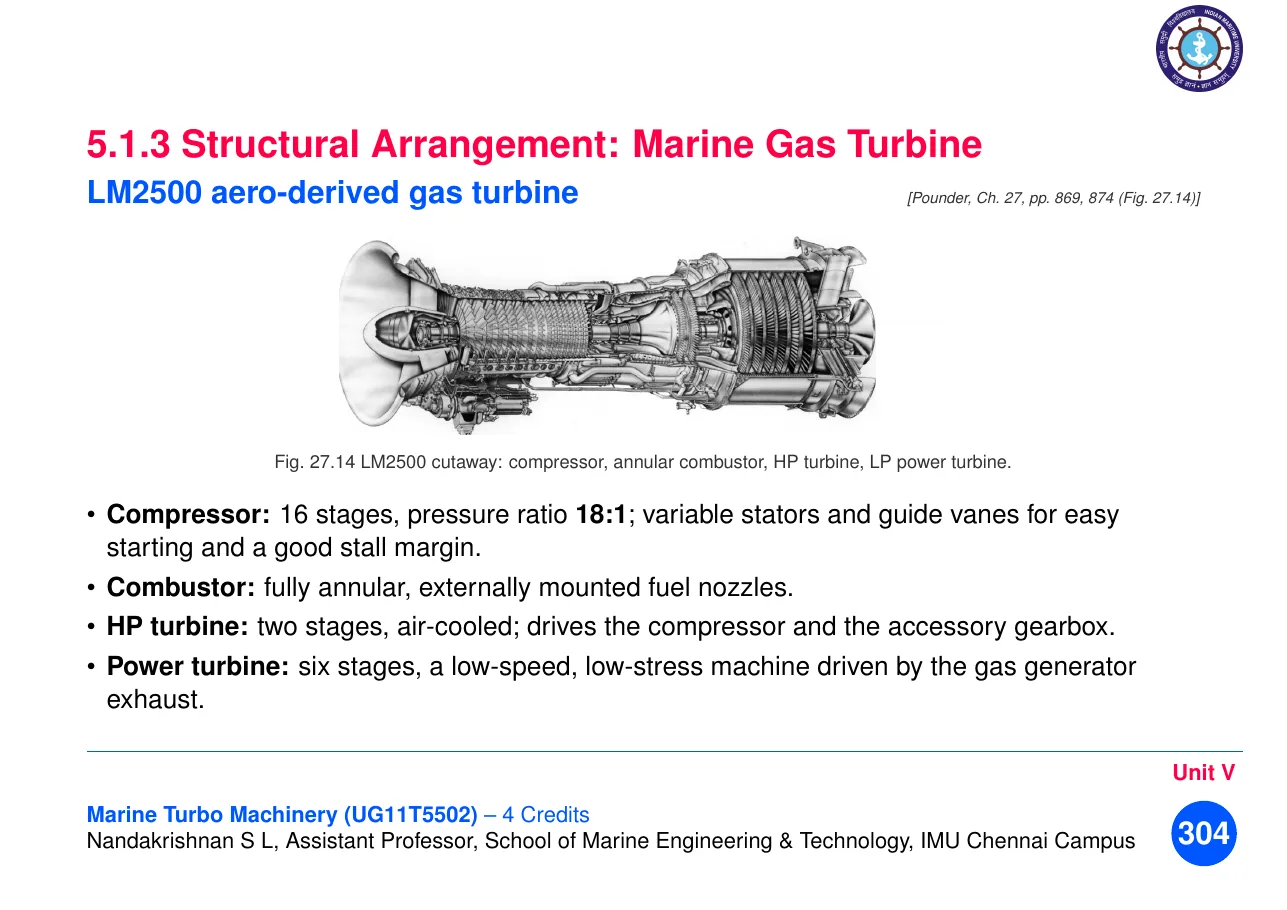 INDIAN MARITIME UNIVERSITY
5.1.3 Structural Arrangement: Marine Gas Turbine
LM2500 aero-derived gas turbine
[Pounder, Ch. 27, pp. 869, 874 (Fig. 27.14)]
Fig. 27.14 LM2500 cutaway: compressor, annular combustor, HP turbine, LP power turbine.
• Compressor: 16 stages, pressure ratio 18:1; variable stators and guide vanes for easy
starting and a good stall margin.
• Combustor: fully annular, externally mounted fuel nozzles.
• HP turbine: two stages, air-cooled; drives the compressor and the accessory gearbox.
• Power turbine: six stages, a low-speed, low-stress machine driven by the gas generator
exhaust.
Unit V
Marine Turbo Machinery (UG11T5502) – 4 Credits
Nandakrishnan S L, Assistant Professor, School of Marine Engineering & Technology, IMU Chennai Campus
304